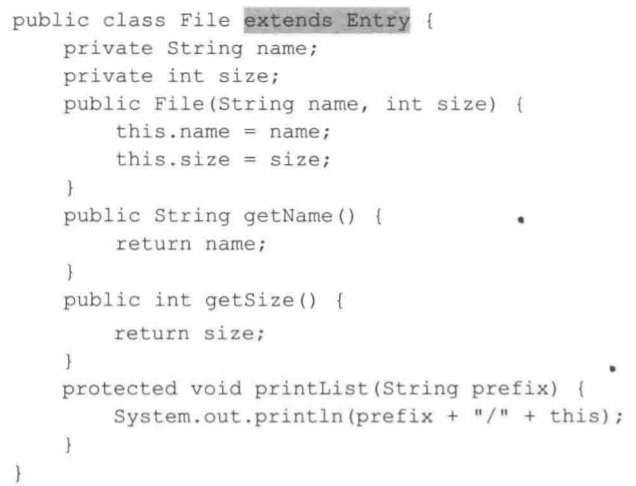 public class File extends Entry {
    private String name;
    private int size;
    public File(String name, int size) {
        this.name = name;
        this.size = size;
    }
    public String getName() {
        return name;
    }
    public int getSize() {
        return size;
    }
    protected void printList(String prefix) {
        System.out.println(prefix + "/" + this);
    }
}